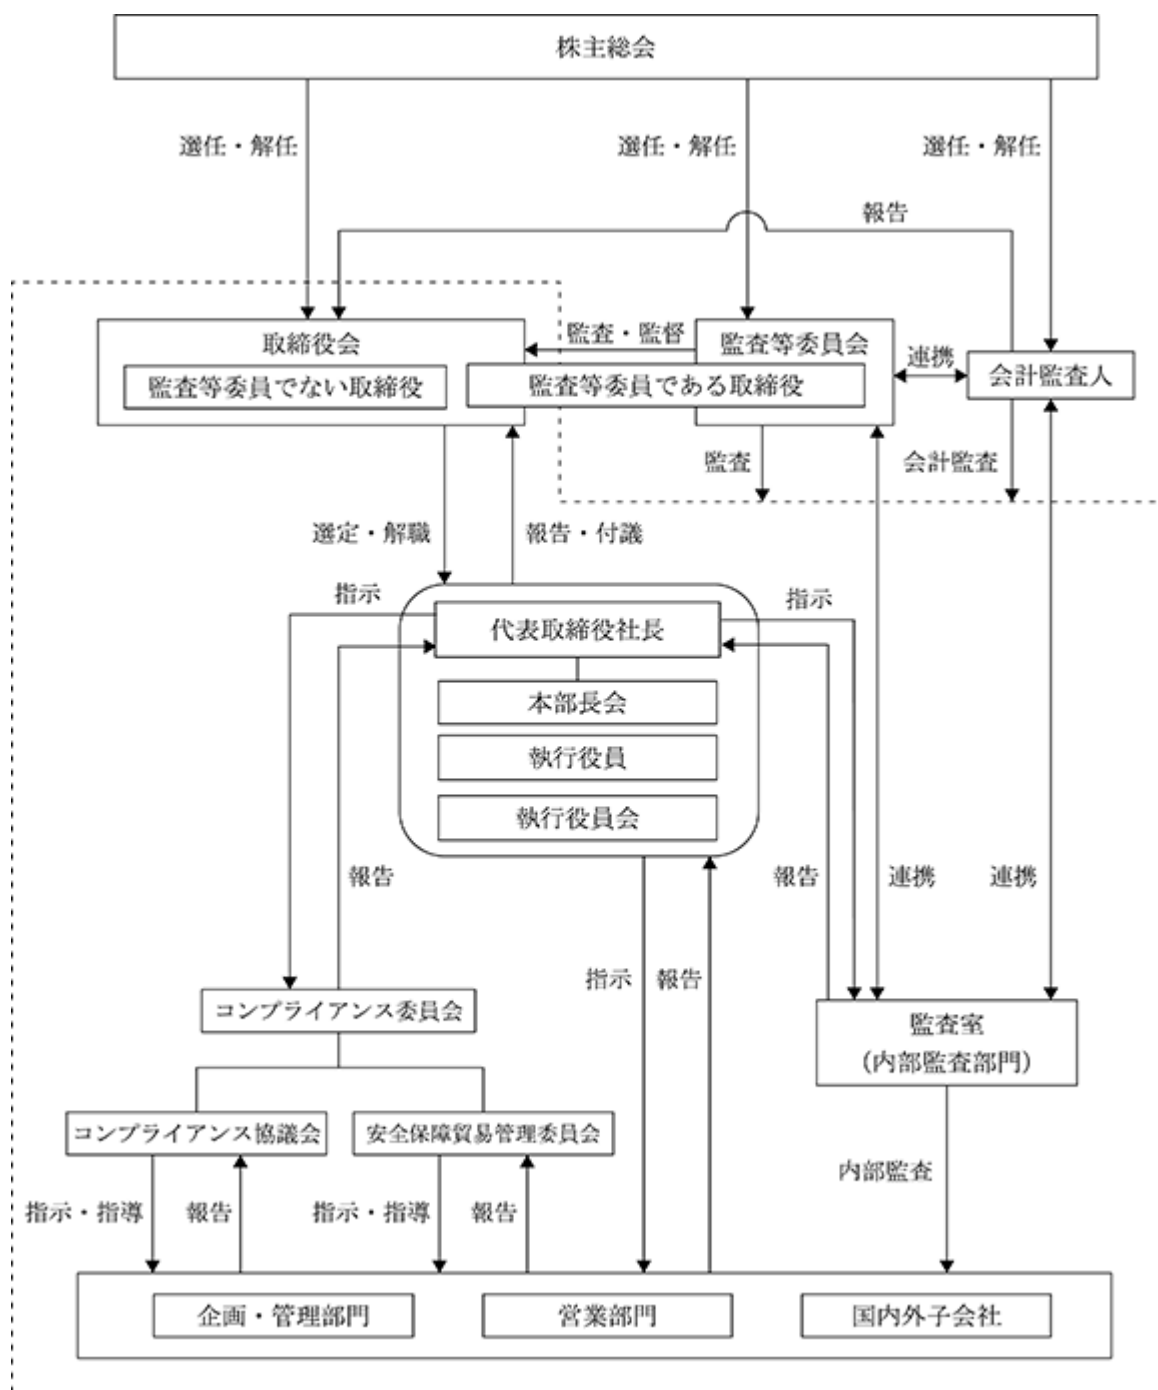 株主総会
選任・解任
選任・解任
選任・解任
報告
取締役会
監査・監督
監査等委員会
連携
会計監査人
監査等委員でない取締役
監査等委員である取締役
監査
会計監査
選定・解職
報告・付議
指示
指示
代表取締役社長
本部長会
執行役員
執行役員会
報告
報告
連携
連携
指示
報告
コンプライアンス委員会
監査室
(内部監査部門)
コンプライアンス協議会
安全保障貿易管理委員会
内部監査
指示・指導
報告
指示・指導
報告
企画・管理部門
営業部門
国内外子会社